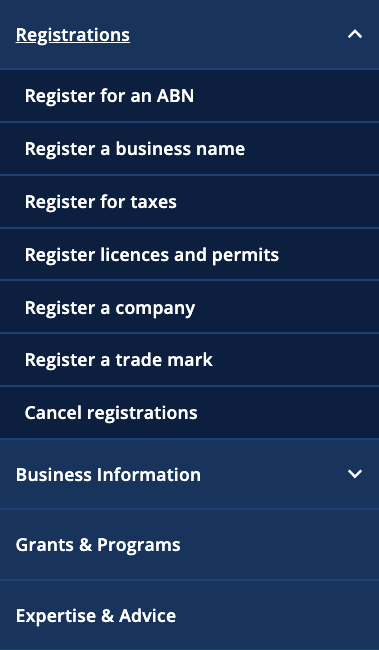 Registrations
Register for an ABN
Register a business name
Register for taxes
Register licences and permits
Register a company
Register a trade mark
Cancel registrations
Business Information
Grants & Programs
Expertise & Advice